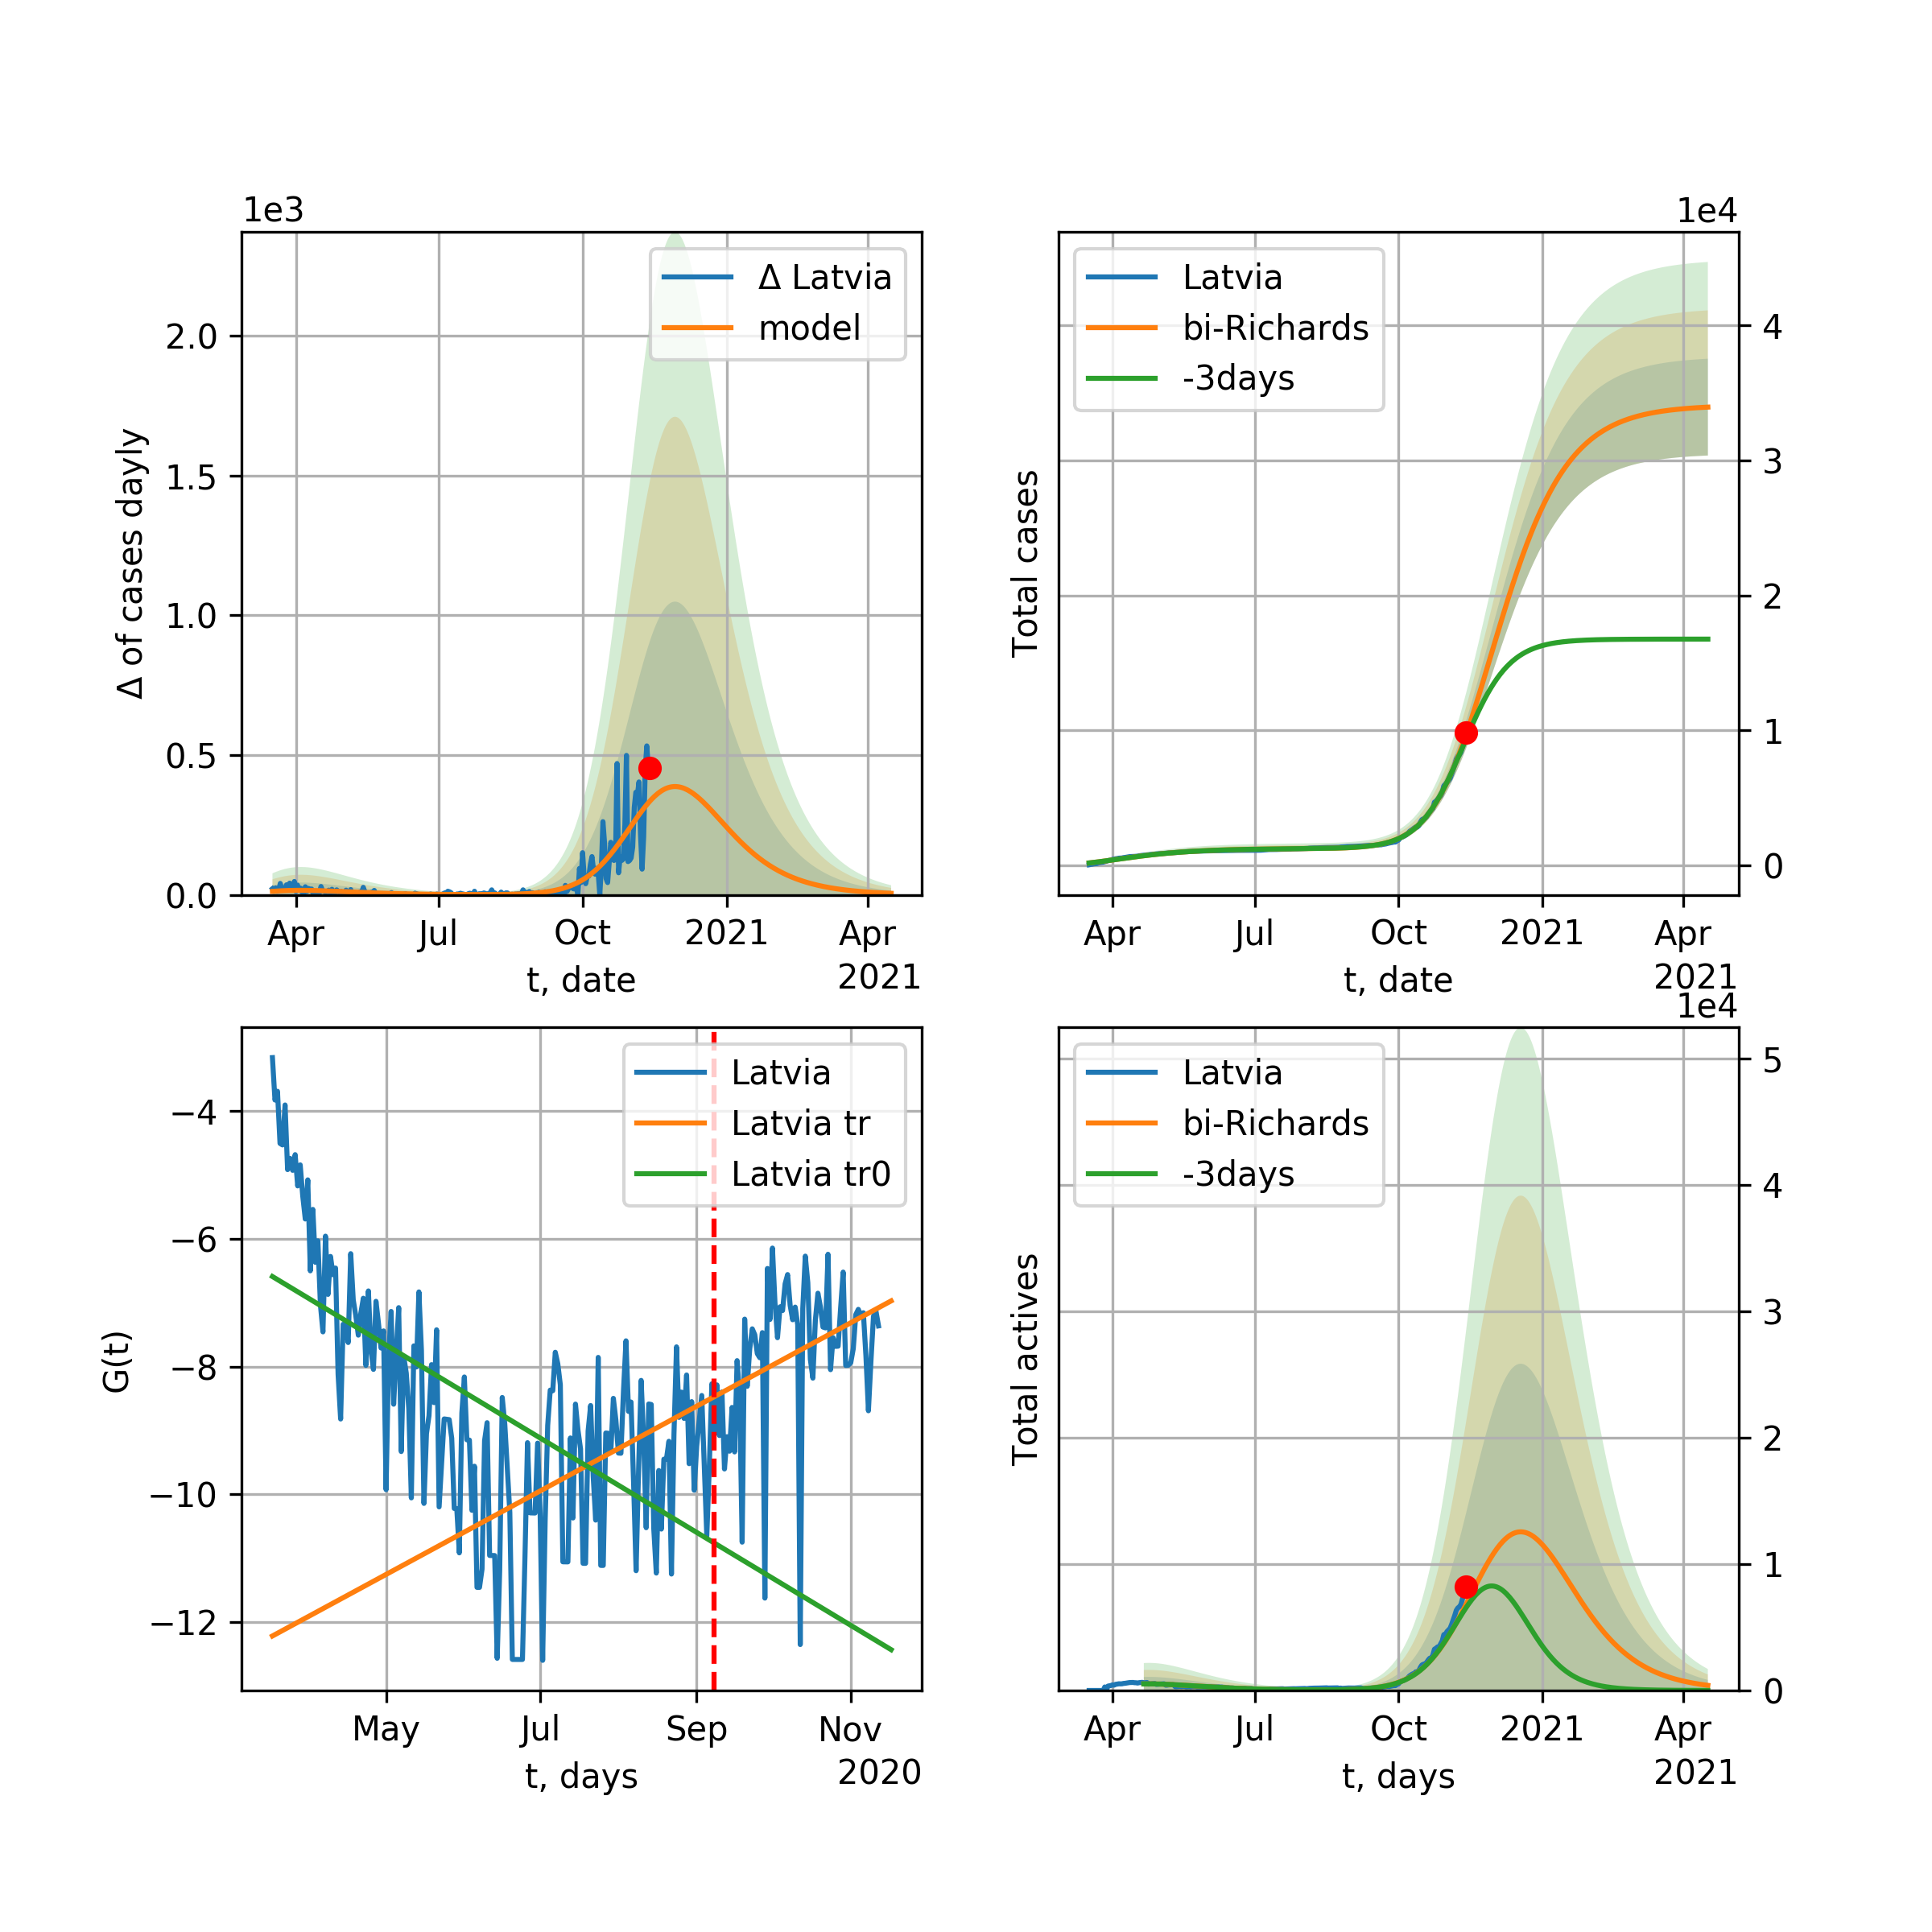 1e3
Δ of cases dayly
2.0
1.5
1.0
0.5
0.0
Δ Latvia
model
Apr Jul Oct 2021 Apr
2021
t, date
1e4
Total cases
Latvia
bi-Richards
-3days
4
3
2
1
0
Apr Jul Oct 2021 Apr
2021
t, date
G(t)
−4
−6
−8
−10
−12
Latvia
Latvia tr
Latvia tr0
May Jul Sep Nov
2020
t, days
1e4
Total actives
Latvia
bi-Richards
-3days
5
4
3
2
1
0
Apr Jul Oct 2021 Apr
2021
t, days